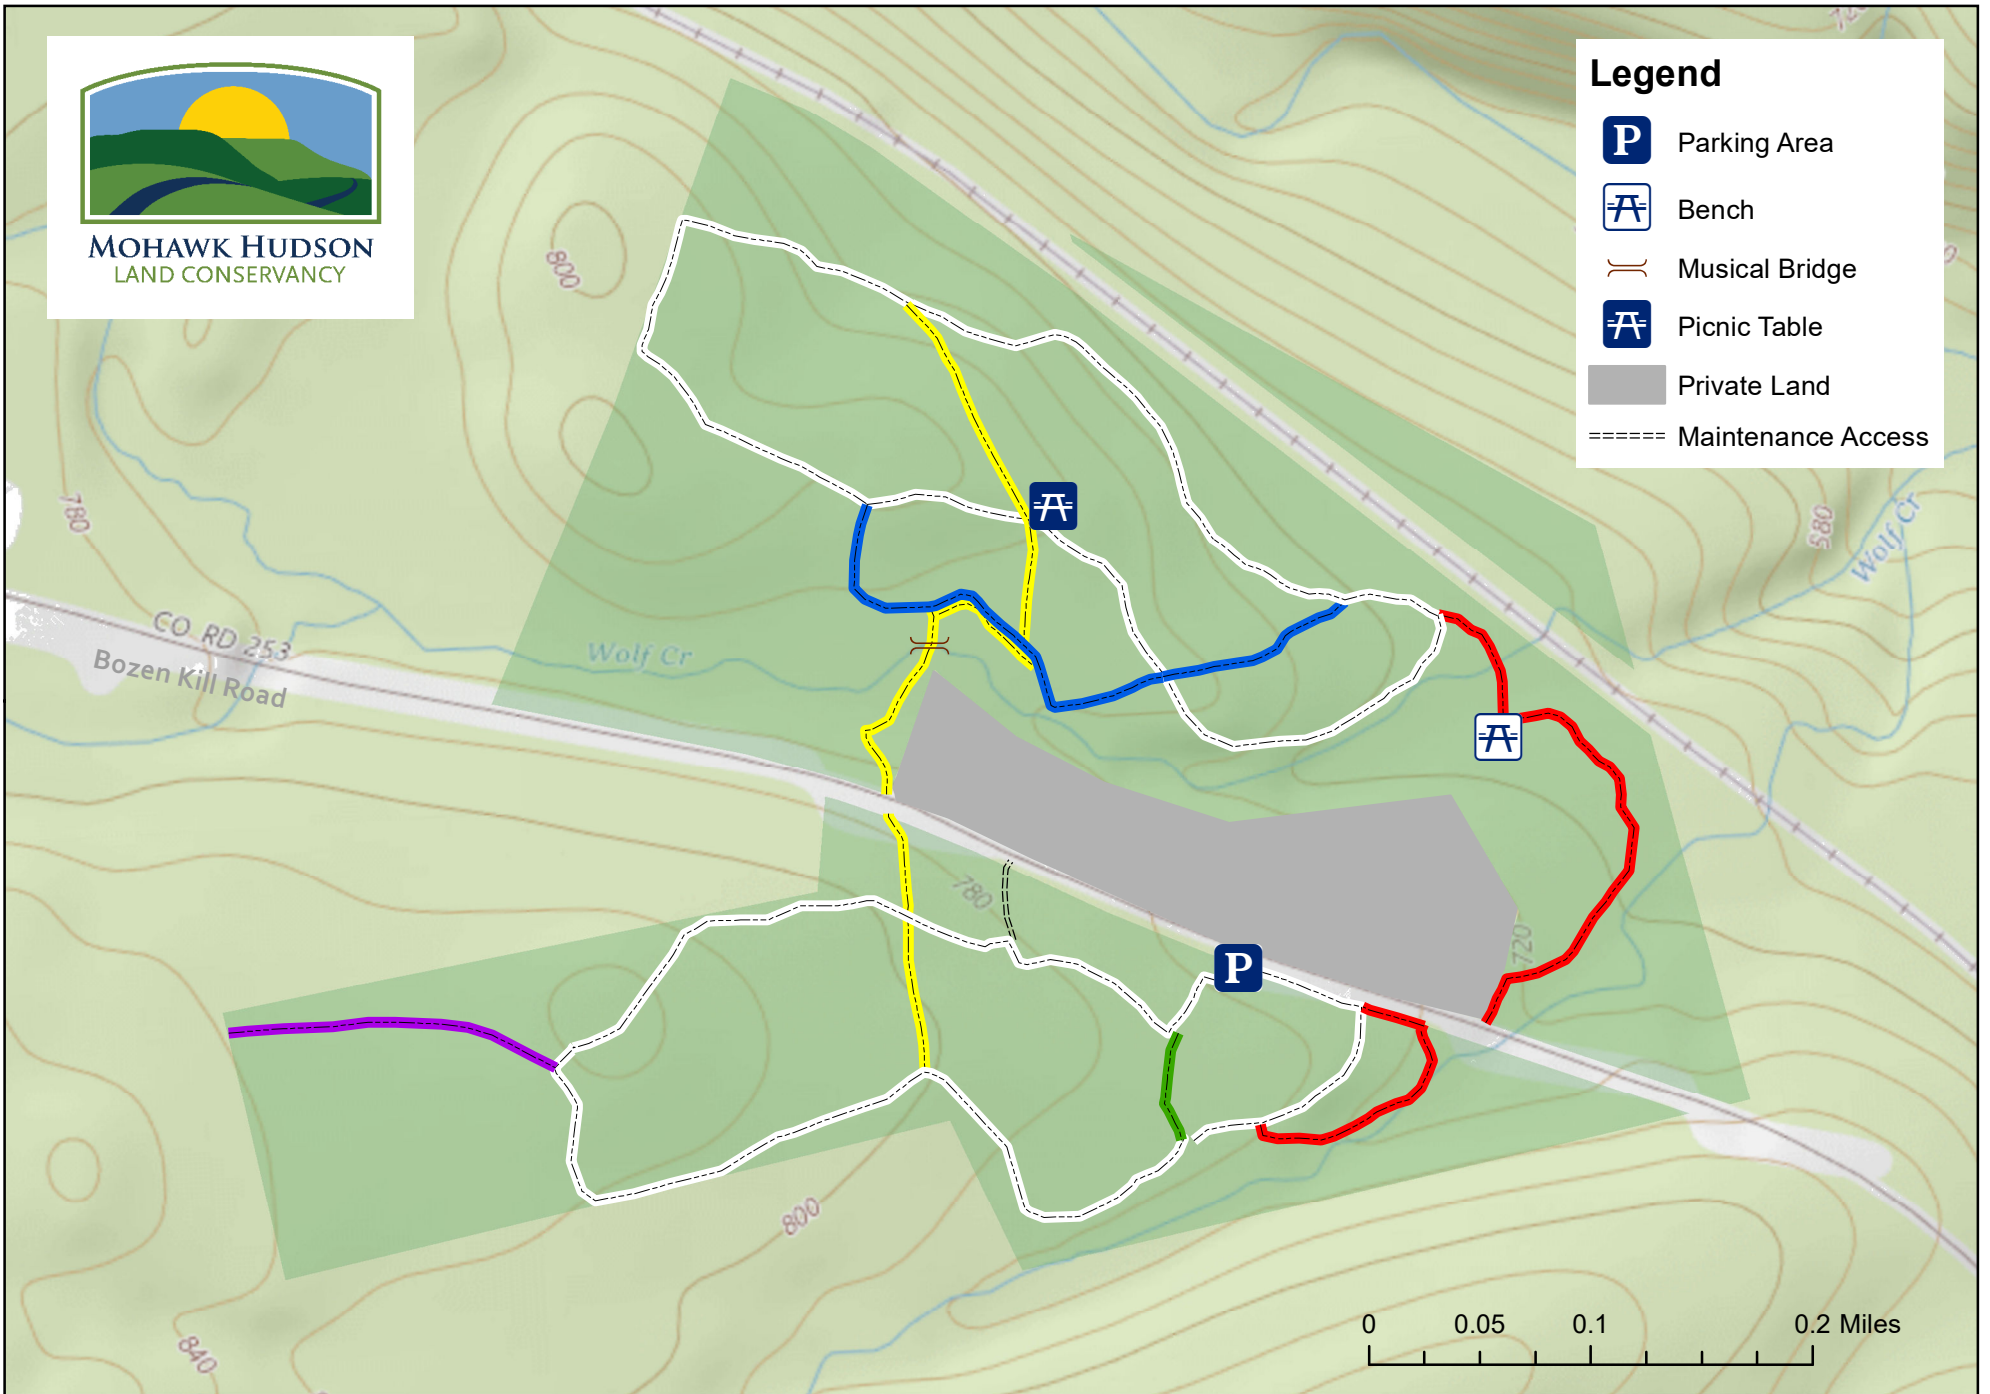 MOHAWK HUDSON
LAND CONSERVANCY
Legend
P Parking Area
Bench
Musical Bridge
Picnic Table
Private Land
Maintenance Access
800
780
CO RD 253
Bozen Kill Road
Wolf Cr
580
Wolf Cr
780
720
P
800
840
0 0.05 0.1 0.2 Miles